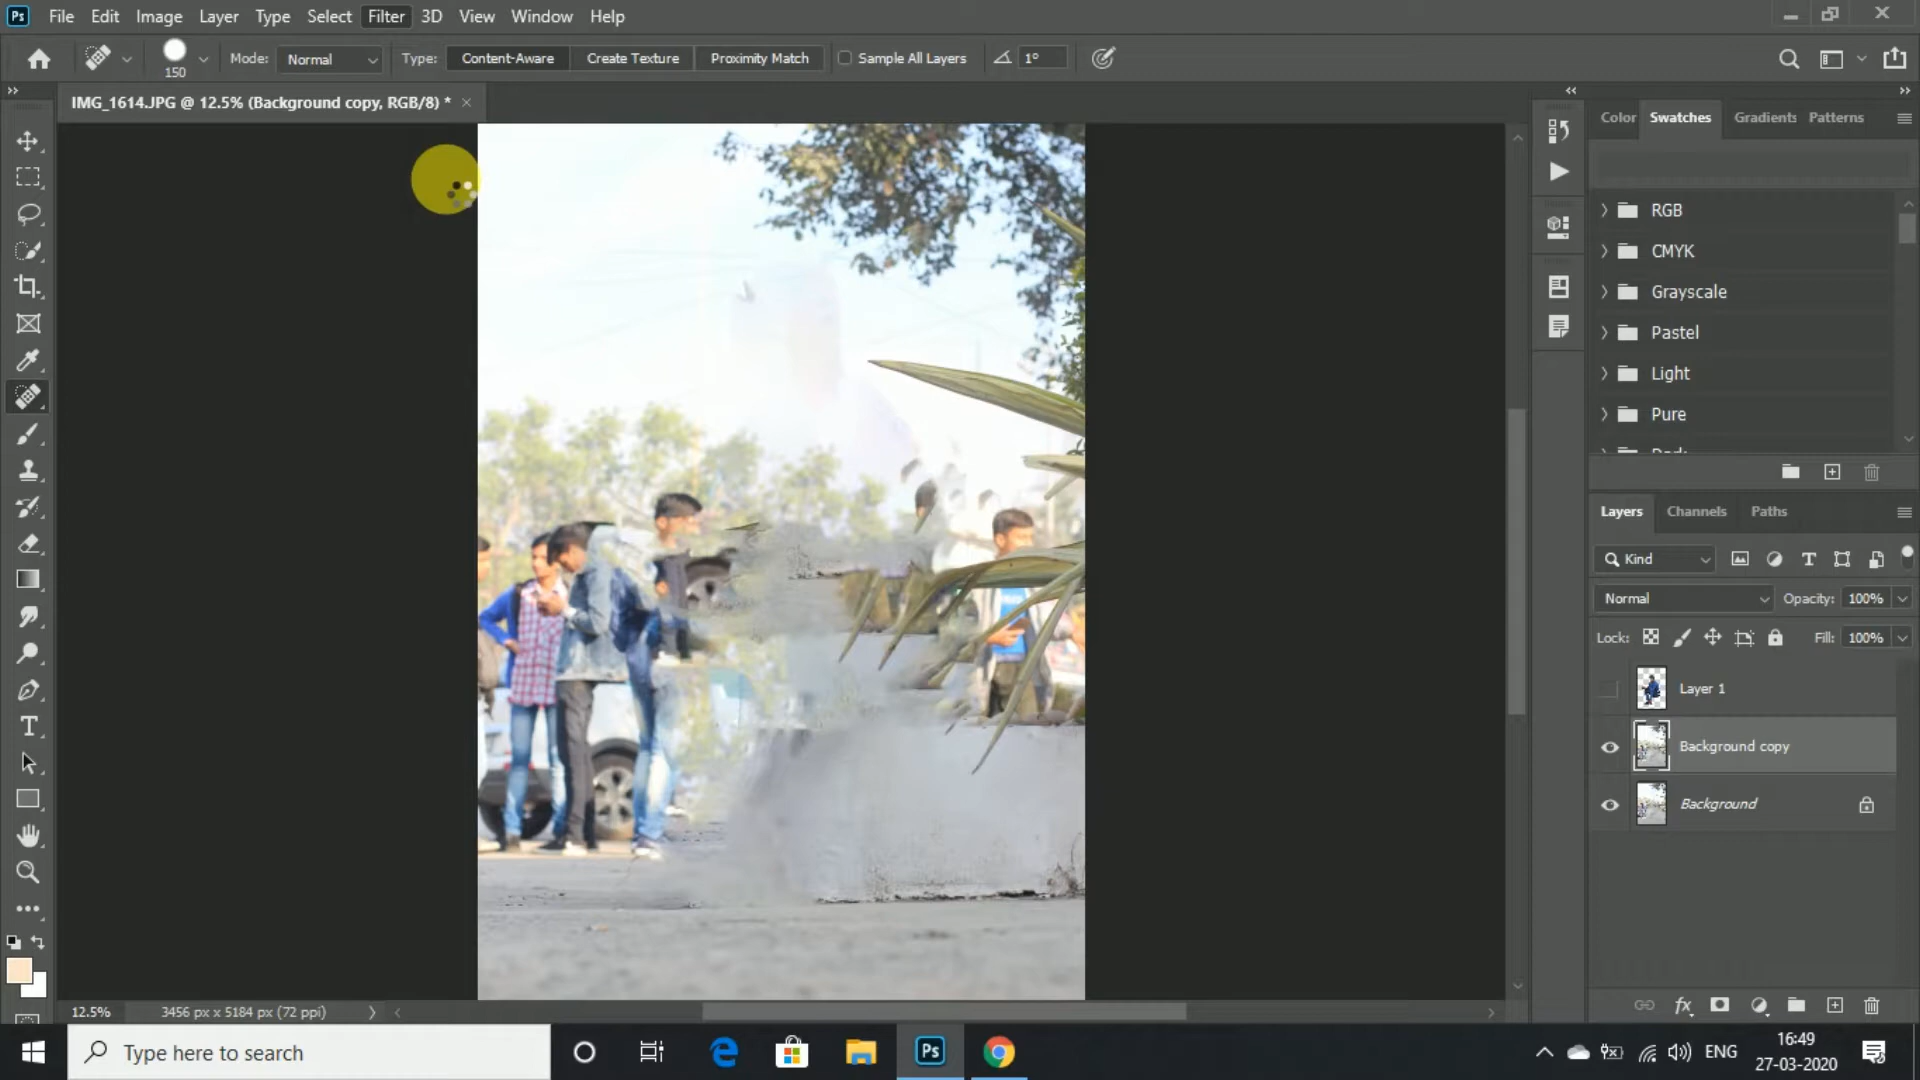 Ps File Edit Image Layer Type Select Filter 3D View Window Help
150 Mode: Normal Type: Content-Aware Create Texture Proximity Match Sample All Layers 1°
IMG_1614.JPG @ 12.5% (Background copy, RGB/8) * ×
Color Swatches Gradients Patterns
RGB
CMYK
Grayscale
Pastel
Light
Pure
Dark
Layers Channels Paths
Kind
Normal Opacity: 100%
Lock: Fill: 100%
Layer 1
Background copy
Background
12.5% 3456 px x 5184 px (72 ppi)
Type here to search
Ps
ENG
16:49
27-03-2020